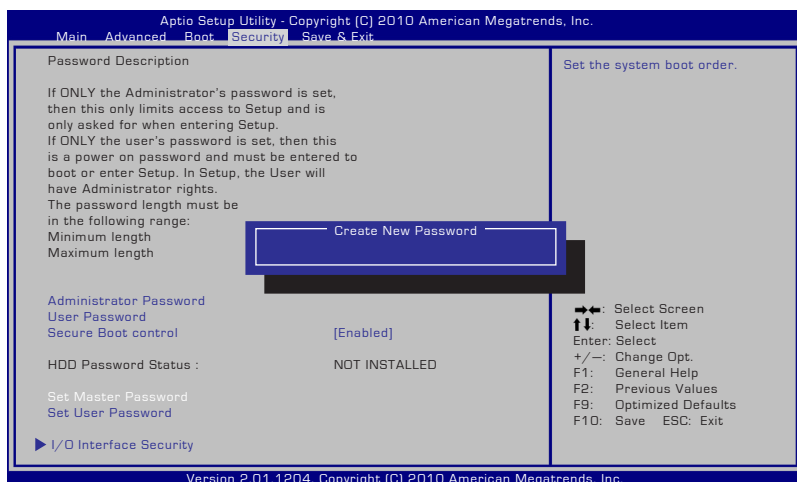 Aptio Setup Utility - Copyright (C) 2010 American Megatrends, Inc.
Main Advanced Boot Security Save & Exit
Password Description
If ONLY the Administrator's password is set,
then this only limits access to Setup and is
only asked for when entering Setup.
If ONLY the user's password is set, then this
is a power on password and must be entered to
boot or enter Setup. In Setup, the User will
have Administrator rights.
The password length must be
in the following range:
Minimum length
Maximum length
Create New Password
Administrator Password
User Password
Secure Boot control [Enabled]
HDD Password Status : NOT INSTALLED
Set Master Password
Set User Password
I/O Interface Security
Set the system boot order.
→←: Select Screen
↑↓: Select Item
Enter: Select
+/—: Change Opt.
F1: General Help
F2: Previous Values
F9: Optimized Defaults
F10: Save ESC: Exit
Version 2.01.1204. Copyright (C) 2010 American Megatrends, Inc.